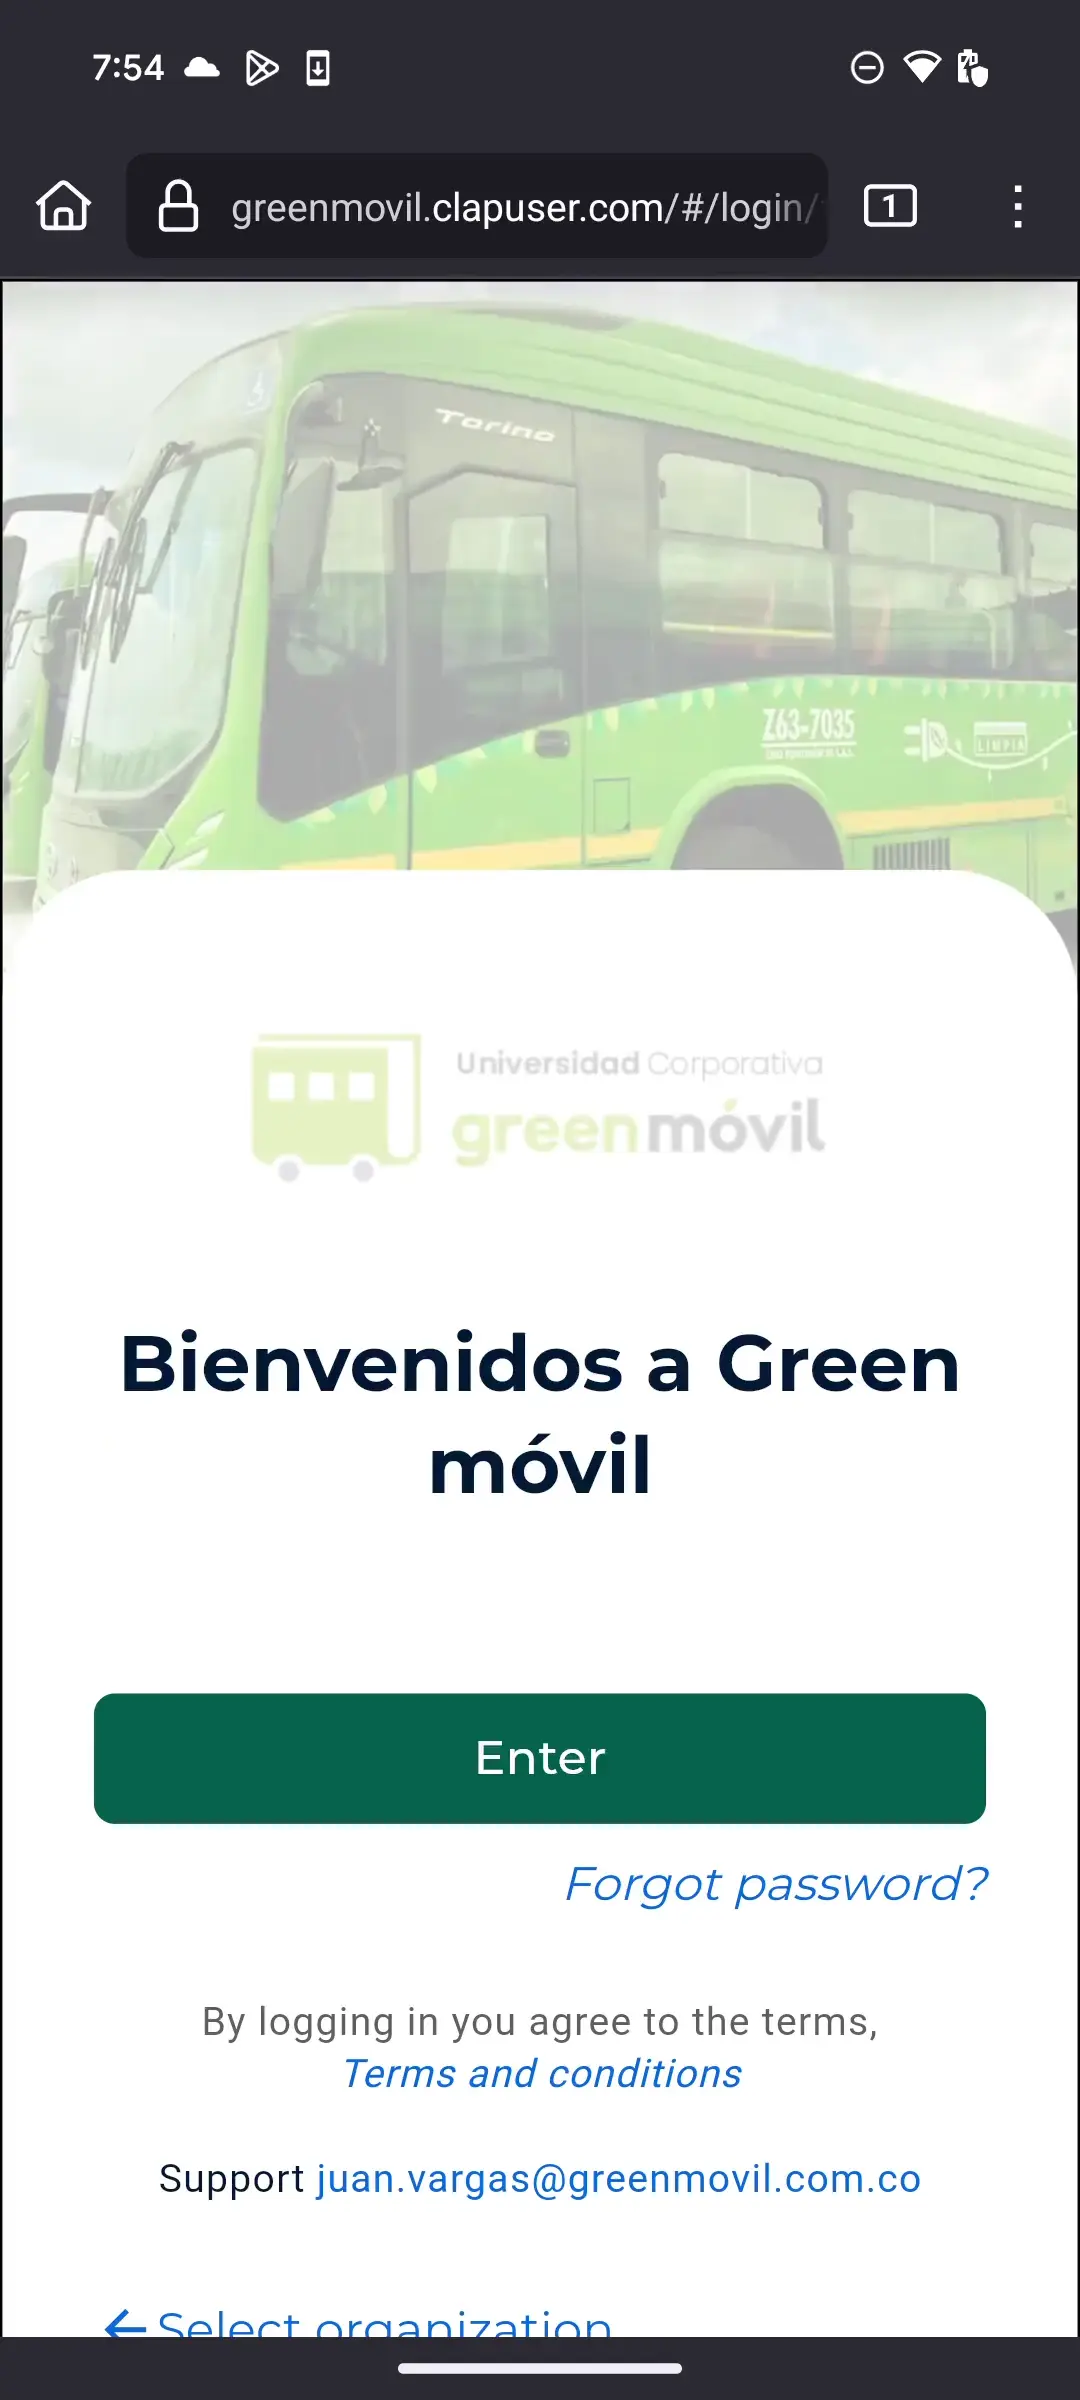 7:54
greenmovil.clapuser.com/#/login/
1
Torino
Z63-7035
LIMPIA
Universidad Corporativa
greenmóvil
Bienvenidos a Green
móvil
Enter
Forgot password?
By logging in you agree to the terms,
Terms and conditions
Support juan.vargas@greenmovil.com.co
Select organization